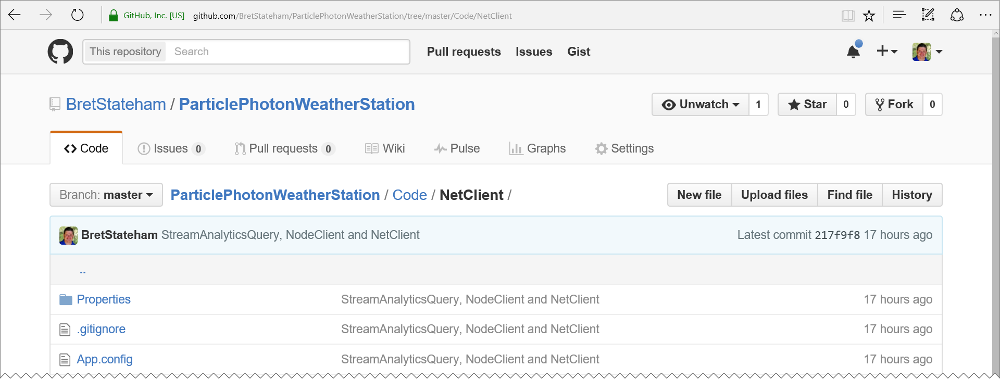 GitHub, Inc. [US] github.com/BretStateham/ParticlePhotonWeatherStation/tree/master/Code/NetClient
This repository Search Pull requests Issues Gist
BretStateham / ParticlePhotonWeatherStation Unwatch 1 Star 0 Fork 0
Code Issues 0 Pull requests 0 Wiki Pulse Graphs Settings
Branch: master ParticlePhotonWeatherStation / Code / NetClient / New file Upload files Find file History
BretStateham StreamAnalyticsQuery, NodeClient and NetClient Latest commit 217f9f8 17 hours ago
..
Properties StreamAnalyticsQuery, NodeClient and NetClient 17 hours ago
.gitignore StreamAnalyticsQuery, NodeClient and NetClient 17 hours ago
App.config StreamAnalyticsQuery, NodeClient and NetClient 17 hours ago